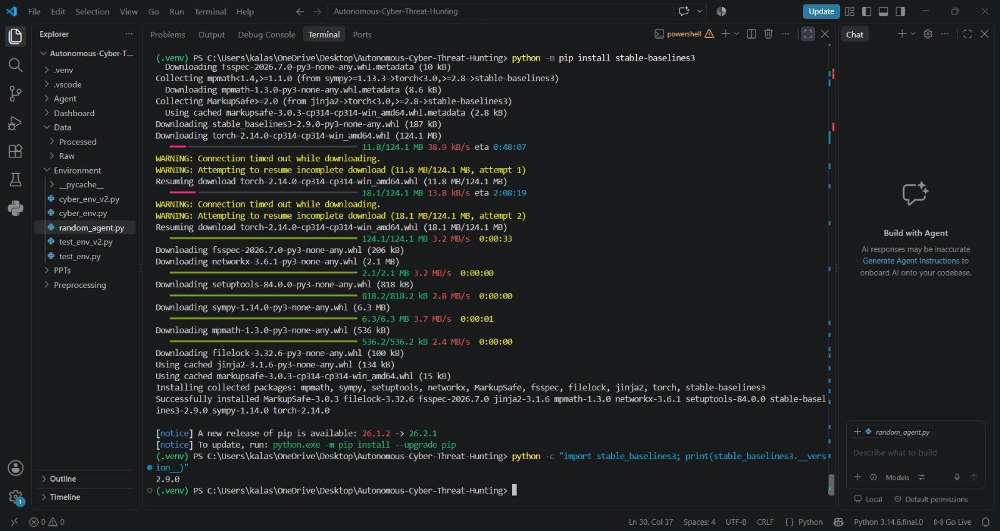 File Edit Selection View Go Run Terminal Help
Autonomous-Cyber-Threat-Hunting
Update
Explorer
Autonomous-Cyber-T...
.venv
.vscode
Agent
Dashboard
Data
Processed
Raw
Environment
__pycache__
cyber_env_v2.py
cyber_env.py
random_agent.py
test_env_v2.py
test_env.py
PPTs
Preprocessing
Outline
Timeline
1
Problems Output Debug Console Terminal Ports
powershell
(.venv) PS C:\Users\kalas\OneDrive\Desktop\Autonomous-Cyber-Threat-Hunting> python -m pip install stable-baselines3
Downloading fsspec-2026.7.0-py3-none-any.whl.metadata (10 kB)
Collecting mpmath<1.4,>=1.1.0 (from sympy>=1.13.3->torch<3.0,>=2.8->stable-baselines3)
Downloading mpmath-1.3.0-py3-none-any.whl.metadata (8.6 kB)
Collecting MarkupSafe>=2.0 (from jinja2->torch<3.0,>=2.8->stable-baselines3)
Using cached markupsafe-3.0.3-cp314-cp314-win_amd64.whl.metadata (2.8 kB)
Downloading stable_baselines3-2.9.0-py3-none-any.whl (187 kB)
Downloading torch-2.14.0-cp314-cp314-win_amd64.whl (124.1 MB)
11.8/124.1 MB 38.9 kB/s eta 0:48:07
WARNING: Connection timed out while downloading.
WARNING: Attempting to resume incomplete download (11.8 MB/124.1 MB, attempt 1)
Resuming download torch-2.14.0-cp314-cp314-win_amd64.whl (11.8 MB/124.1 MB)
18.1/124.1 MB 13.8 kB/s eta 2:08:19
WARNING: Connection timed out while downloading.
WARNING: Attempting to resume incomplete download (18.1 MB/124.1 MB, attempt 2)
Resuming download torch-2.14.0-cp314-cp314-win_amd64.whl (18.1 MB/124.1 MB)
124.1/124.1 MB 3.2 MB/s 0:00:33
Downloading fsspec-2026.7.0-py3-none-any.whl (206 kB)
Downloading networkx-3.6.1-py3-none-any.whl (2.1 MB)
2.1/2.1 MB 3.2 MB/s 0:00:00
Downloading setuptools-84.0.0-py3-none-any.whl (818 kB)
818.2/818.2 kB 2.8 MB/s 0:00:00
Downloading sympy-1.14.0-py3-none-any.whl (6.3 MB)
6.3/6.3 MB 3.7 MB/s 0:00:01
Downloading mpmath-1.3.0-py3-none-any.whl (536 kB)
536.2/536.2 kB 2.4 MB/s 0:00:00
Downloading filelock-3.32.6-py3-none-any.whl (100 kB)
Using cached jinja2-3.1.6-py3-none-any.whl (134 kB)
Using cached markupsafe-3.0.3-cp314-cp314-win_amd64.whl (15 kB)
Installing collected packages: mpmath, sympy, setuptools, networkx, MarkupSafe, fsspec, filelock, jinja2, torch, stable-baselines3
Successfully installed MarkupSafe-3.0.3 filelock-3.32.6 fsspec-2026.7.0 jinja2-3.1.6 mpmath-1.3.0 networkx-3.6.1 setuptools-84.0.0 stable-basel
ines3-2.9.0 sympy-1.14.0 torch-2.14.0
[notice] A new release of pip is available: 26.1.2 -> 26.2.1
[notice] To update, run: python.exe -m pip install --upgrade pip
(.venv) PS C:\Users\kalas\OneDrive\Desktop\Autonomous-Cyber-Threat-Hunting> python -c "import stable_baselines3; print(stable_baselines3.__vers
ion__)"
2.9.0
(.venv) PS C:\Users\kalas\OneDrive\Desktop\Autonomous-Cyber-Threat-Hunting>
Chat
Build with Agent
AI responses may be inaccurate
Generate Agent Instructions to
onboard AI onto your codebase.
random_agent.py
Describe what to build
Models
Local Default permissions
0 0
Ln 30, Col 37 Spaces: 4 UTF-8 CRLF { } Python Python 3.14.6.final.0 Go Live